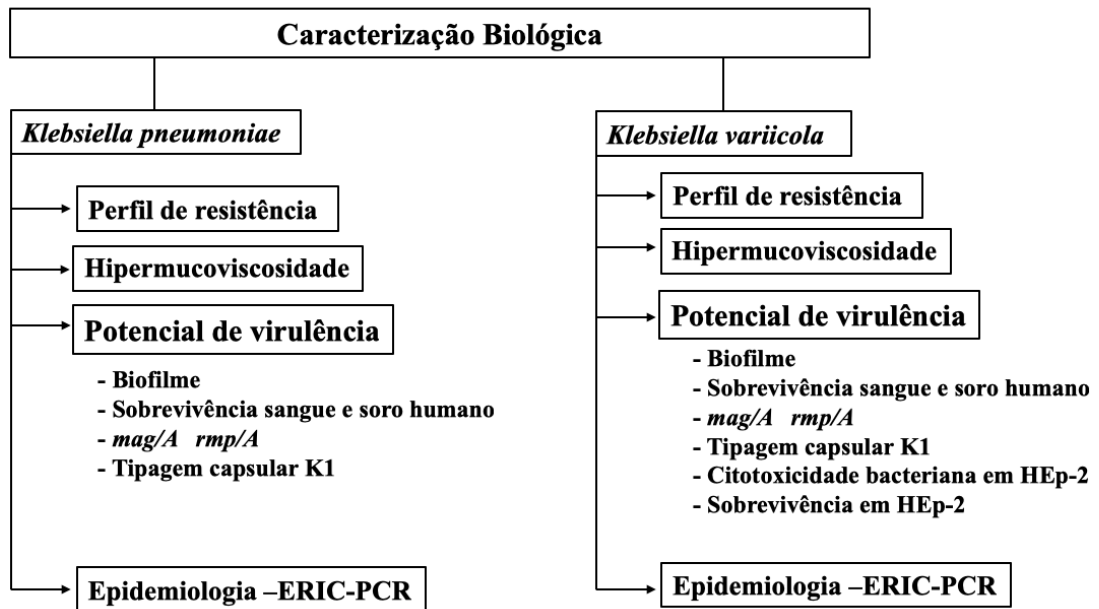 Caracterização Biológica
Klebsiella pneumoniae
Perfil de resistência
Hipermucoviscosidade
Potencial de virulência
- Biofilme
- Sobrevivência sangue e soro humano
- mag/A rmp/A
- Tipagem capsular K1
Epidemiologia –ERIC-PCR
Klebsiella variicola
Perfil de resistência
Hipermucoviscosidade
Potencial de virulência
- Biofilme
- Sobrevivência sangue e soro humano
- mag/A rmp/A
- Tipagem capsular K1
- Citotoxicidade bacteriana em HEp-2
- Sobrevivência em HEp-2
Epidemiologia –ERIC-PCR